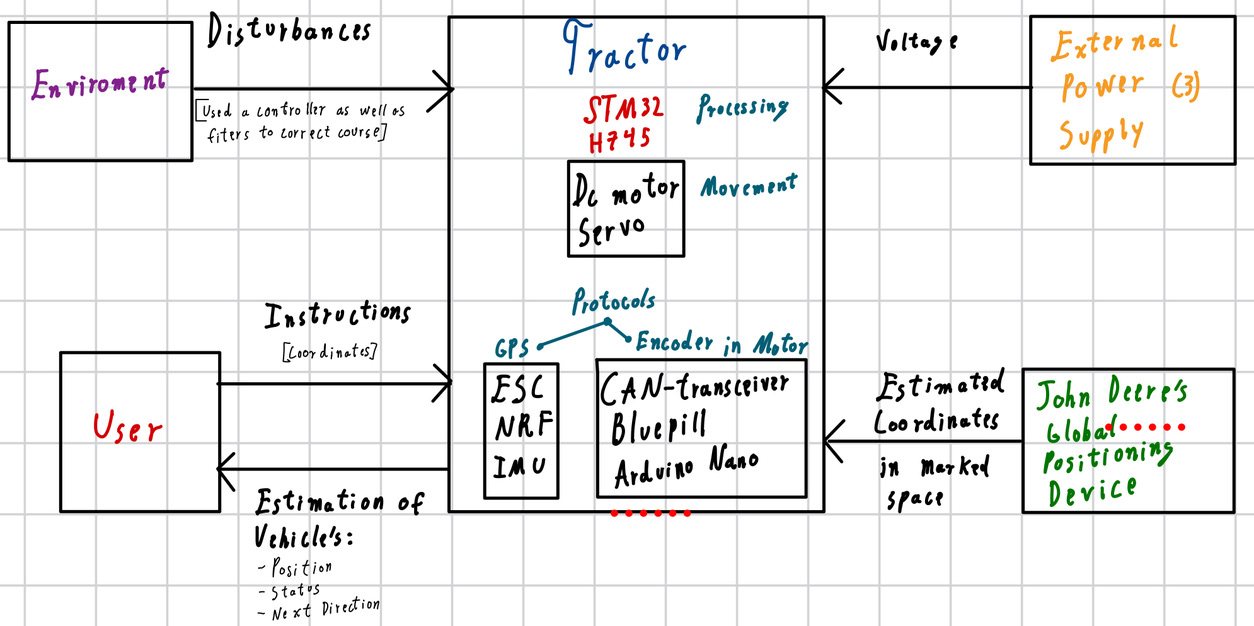 Enviroment
Disturbances
[Used a controller as well as
fiters to correct course]
Tractor
STM32
H745
Processing
Dc motor
Servo
Movement
Voltage
External
Power (3)
Supply
User
Instructions
[Coordinates]
Estimation of
Vehicle's:
- Position
- Status
- Next Direction
Protocols
GPS
Encoder in Motor
ESC
NRF
IMU
CAN-transceiver
Bluepill
Arduino Nano
Estimated
Coordinates
in marked
space
John Deere's
Global
Positioning
Device